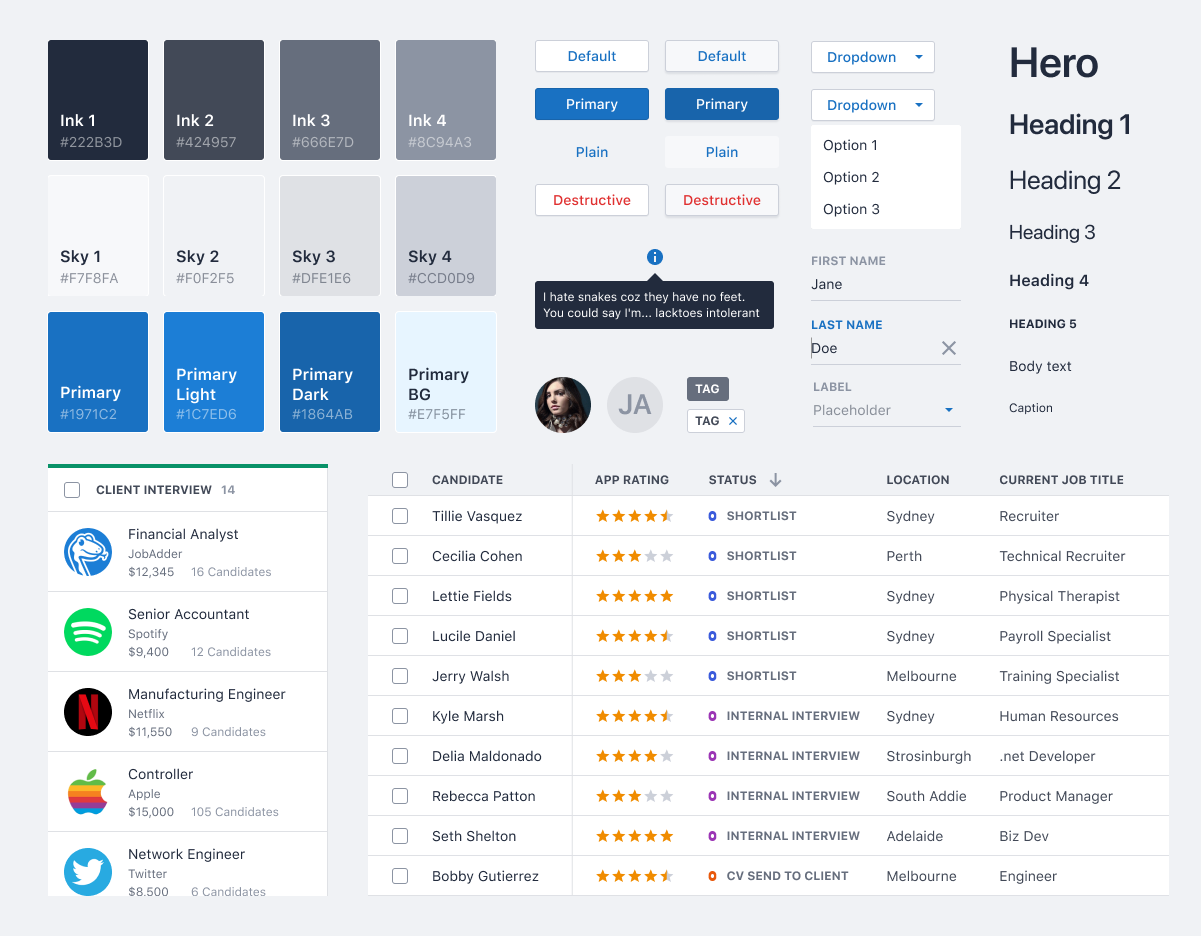 Ink 1
#222B3D
Ink 2
#424957
Ink 3
#666E7D
Ink 4
#8C94A3
Sky 1
#F7F8FA
Sky 2
#F0F2F5
Sky 3
#DFE1E6
Sky 4
#CCD0D9
Primary
#1971C2
Primary
Light
#1C7ED6
Primary
Dark
#1864AB
Primary
BG
#E7F5FF
Default
Default
Primary
Primary
Plain
Plain
Destructive
Destructive
I hate snakes coz they have no feet.
You could say I'm... lacktoes intolerant
JA
TAG
TAG
Dropdown
Dropdown
Option 1
Option 2
Option 3
FIRST NAME
Jane
LAST NAME
Doe
LABEL
Placeholder
Hero
Heading 1
Heading 2
Heading 3
Heading 4
HEADING 5
Body text
Caption
CLIENT INTERVIEW 14
Financial Analyst
JobAdder
$12,345 16 Candidates
Senior Accountant
Spotify
$9,400 12 Candidates
Manufacturing Engineer
Netflix
$11,550 9 Candidates
Controller
Apple
$15,000 105 Candidates
Network Engineer
Twitter
$8,500 6 Candidates
CANDIDATE APP RATING STATUS LOCATION CURRENT JOB TITLE
Tillie Vasquez SHORTLIST Sydney Recruiter
Cecilia Cohen SHORTLIST Perth Technical Recruiter
Lettie Fields SHORTLIST Sydney Physical Therapist
Lucile Daniel SHORTLIST Sydney Payroll Specialist
Jerry Walsh SHORTLIST Melbourne Training Specialist
Kyle Marsh INTERNAL INTERVIEW Sydney Human Resources
Delia Maldonado INTERNAL INTERVIEW Strosinburgh .net Developer
Rebecca Patton INTERNAL INTERVIEW South Addie Product Manager
Seth Shelton INTERNAL INTERVIEW Adelaide Biz Dev
Bobby Gutierrez CV SEND TO CLIENT Melbourne Engineer